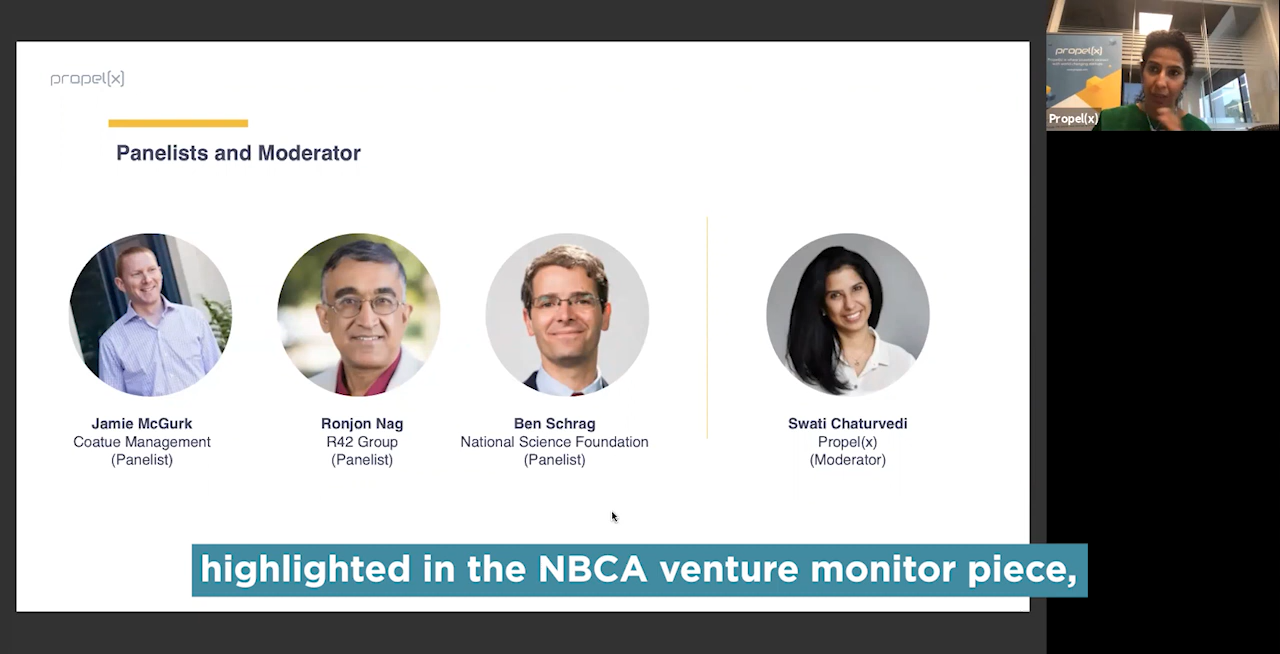 propel(x)
Panelists and Moderator
Jamie McGurk
Coatue Management
(Panelist)
Ronjon Nag
R42 Group
(Panelist)
Ben Schrag
National Science Foundation
(Panelist)
Swati Chaturvedi
Propel(x)
(Moderator)
highlighted in the NBCA venture monitor piece,
propel(x)
Propel(x)